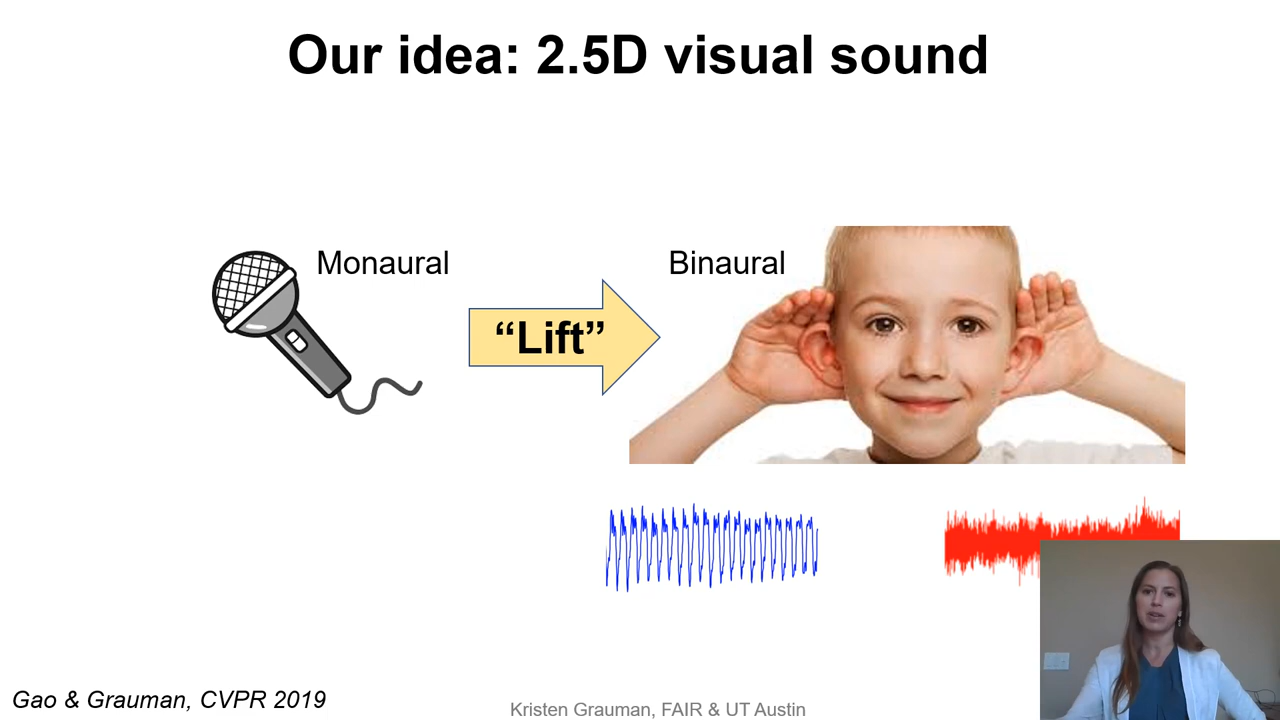 Our idea: 2.5D visual sound
Monaural
“Lift”
Binaural
Gao & Grauman, CVPR 2019
Kristen Grauman, FAIR & UT Austin